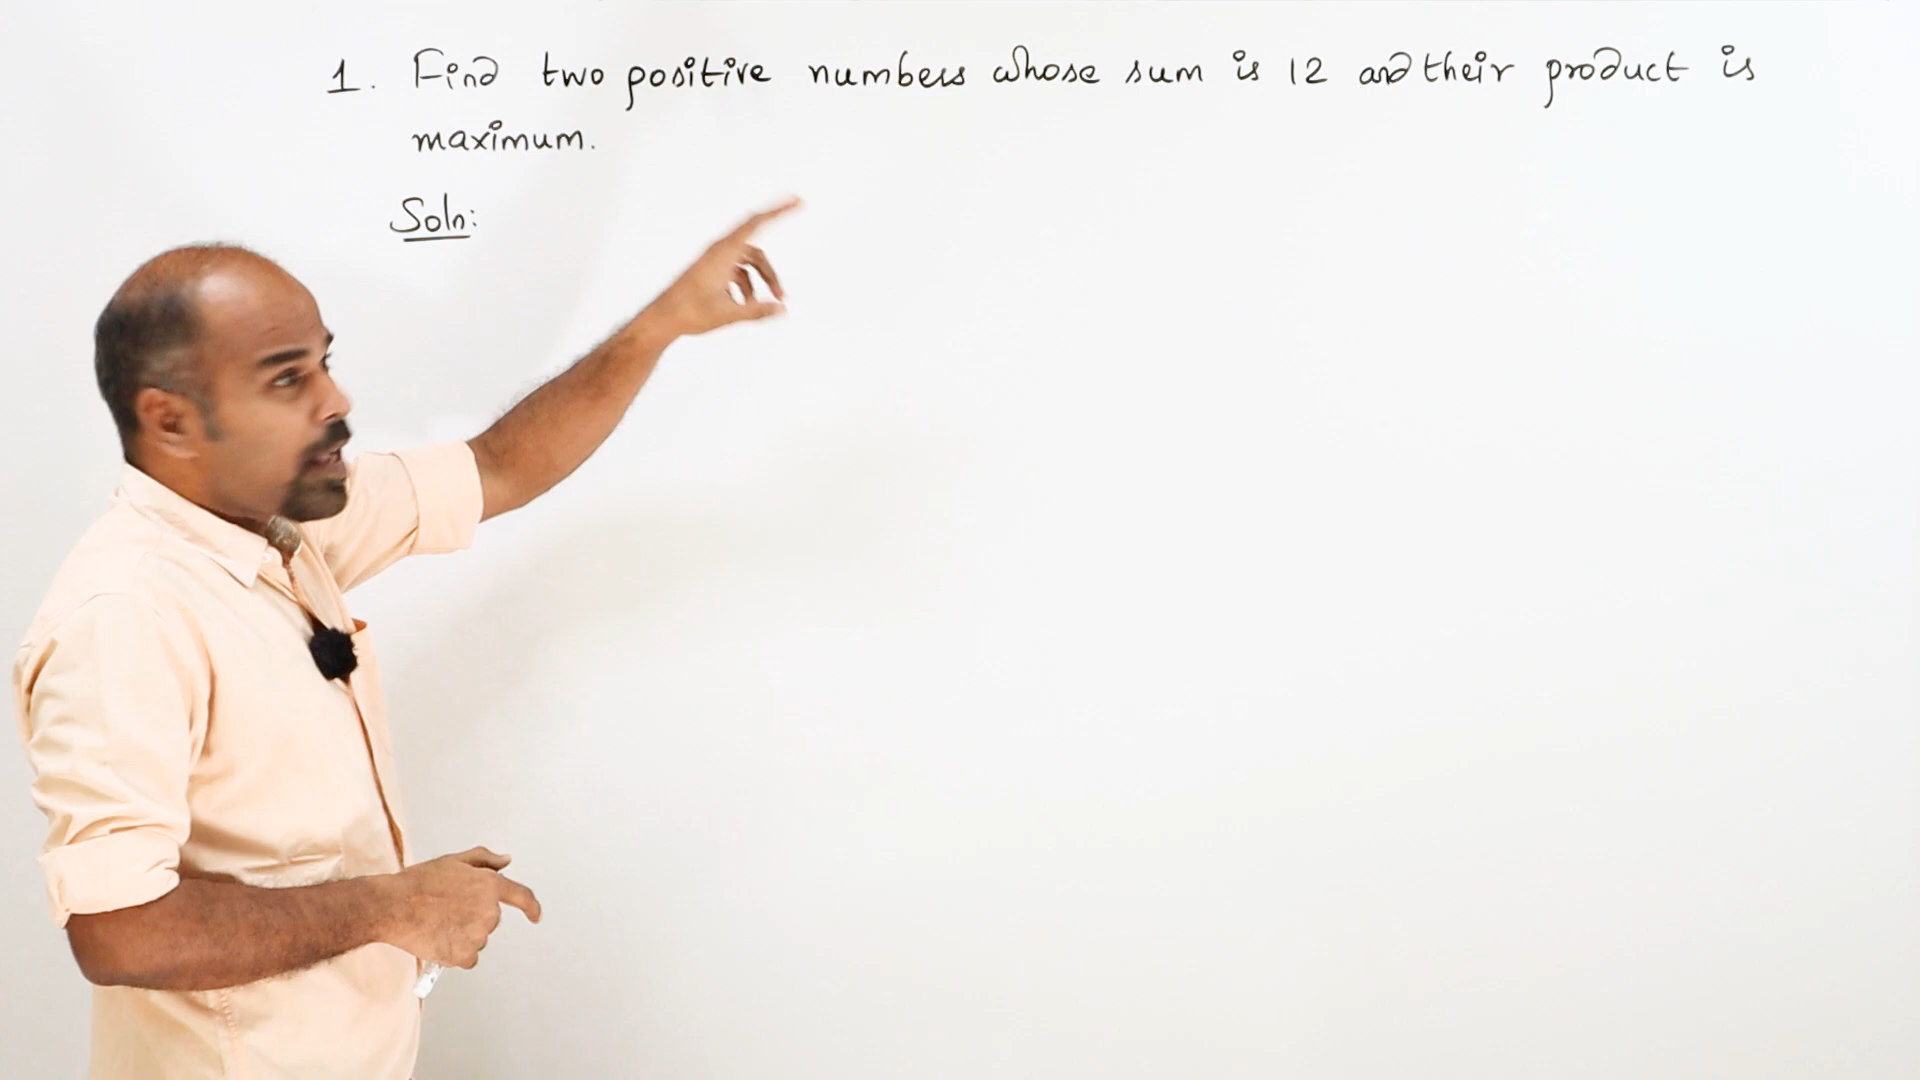 1. Find two positive numbers whose sum is 12 and their product is
maximum.
Soln: